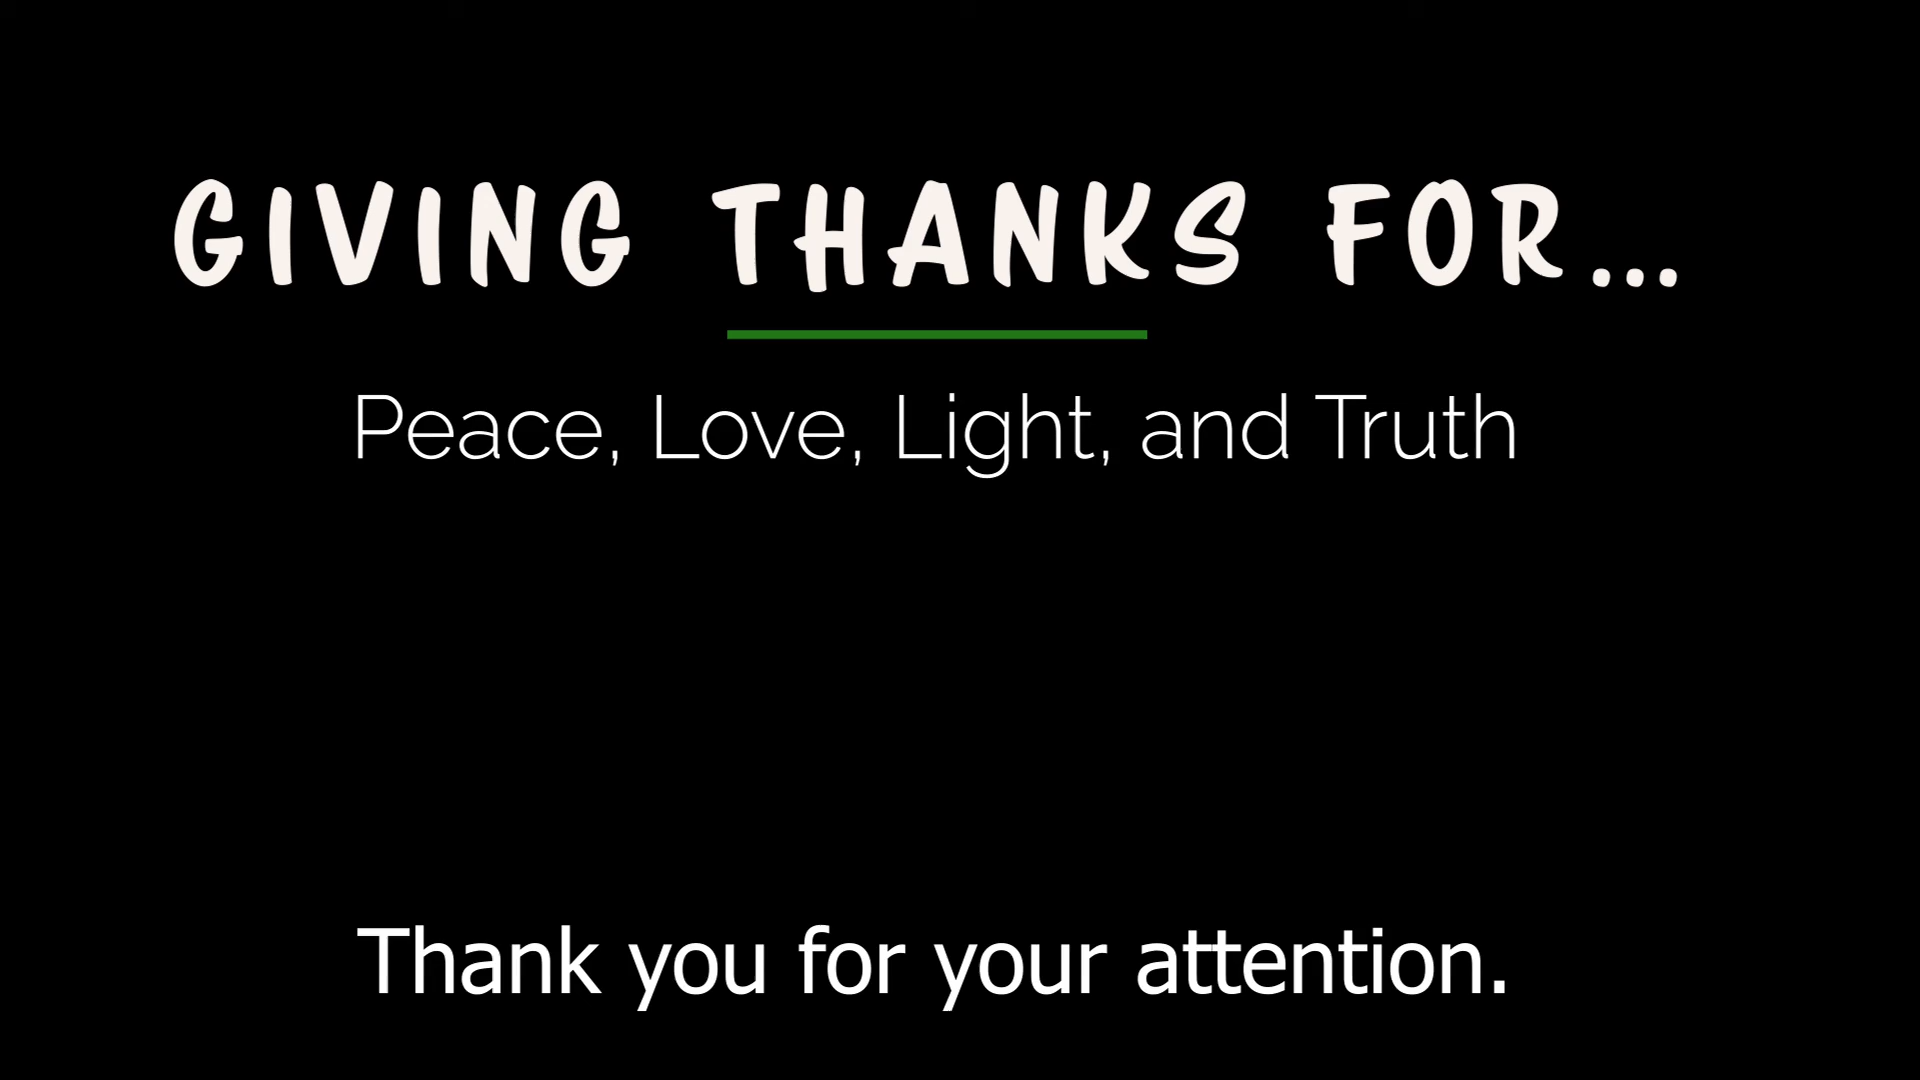 GIVING THANKS FOR...
Peace, Love, Light, and Truth
Thank you for your attention.